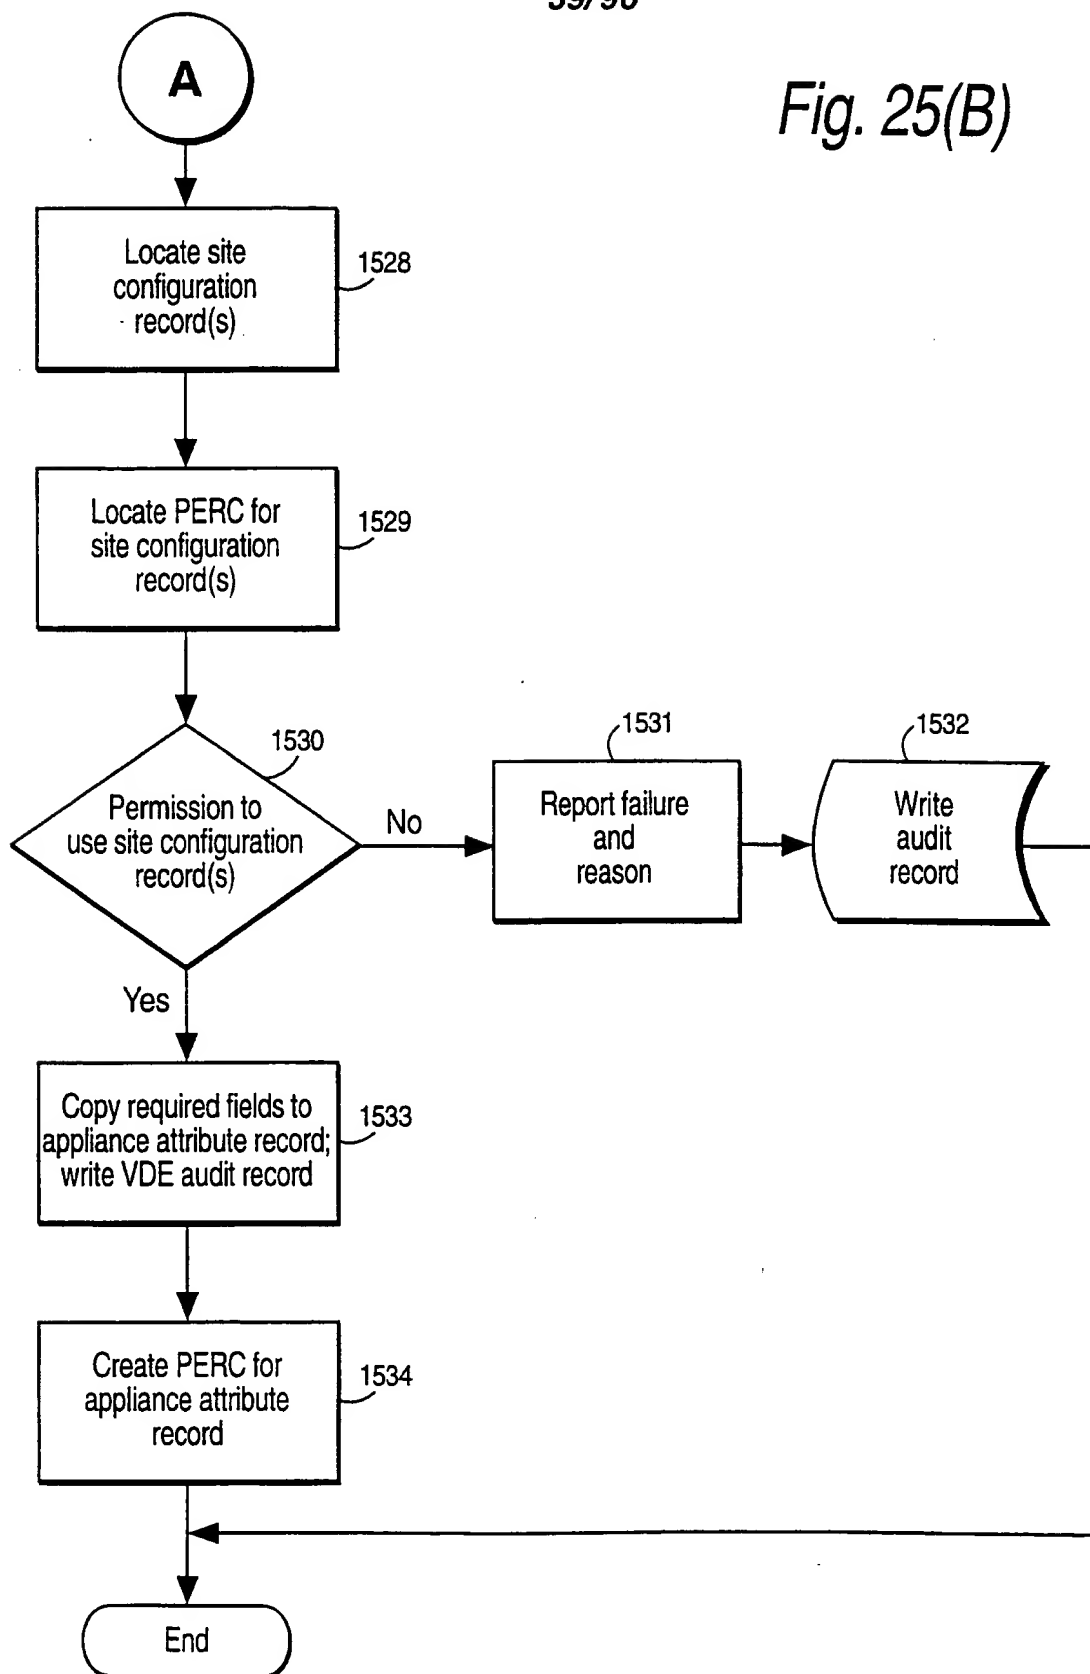 A
Fig. 25(B)
Locate site
configuration
record(s)
1528
Locate PERC for
site configuration
record(s)
1529
1530
Permission to
use site configuration
record(s)
No
1531
Report failure
and
reason
1532
Write
audit
record
Yes
Copy required fields to
appliance attribute record;
write VDE audit record
1533
Create PERC for
appliance attribute
record
1534
End